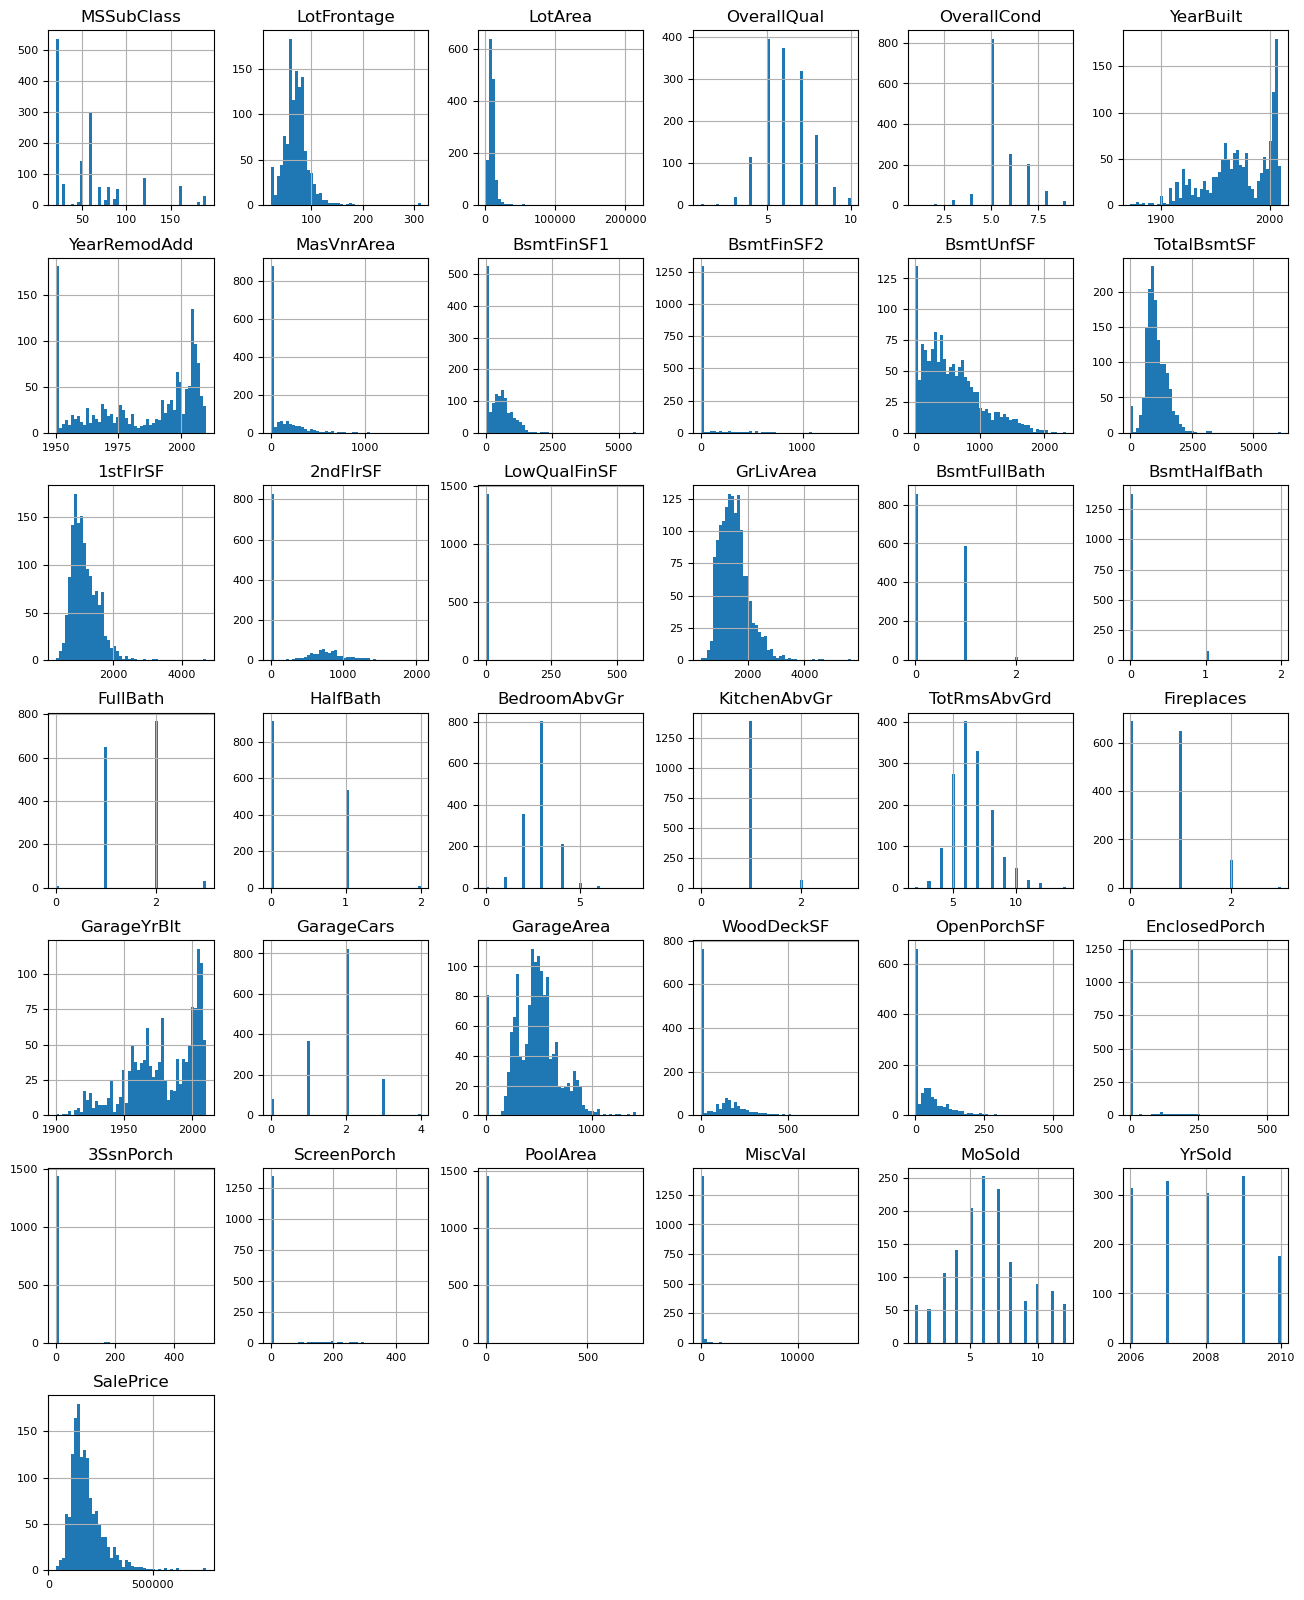 MSSubClass LotFrontage LotArea OverallQual OverallCond YearBuilt
500 400 300 200 100 0
50 100 150
150 100 50 0
100 200 300
600 400 200 0
0 100000 200000
400 300 200 100 0
5 10
800 600 400 200 0
2.5 5.0 7.5
150 100 50 0
1900 2000
YearRemodAdd MasVnrArea BsmtFinSF1 BsmtFinSF2 BsmtUnfSF TotalBsmtSF
150 100 50 0
1950 1975 2000
800 600 400 200 0
0 1000
500 400 300 200 100 0
0 2000 4000
1250 1000 750 500 250 0
0 1000
125 100 75 50 25 0
0 1000 2000
200 150 100 50 0
0 2500 5000
1stFlrSF 2ndFlrSF LowQualFinSF GrLivArea BsmtFullBath BsmtHalfBath
150 100 50 0
2000 4000
800 600 400 200 0
0 1000 2000
1500 1000 500 0
0 250 500
125 100 75 50 25 0
2000 4000
800 600 400 200 0
0 1 2
1250 1000 750 500 250 0
0 1 2
FullBath HalfBath BedroomAbvGr KitchenAbvGr TotRmsAbvGrd Fireplaces
800 600 400 200 0
0 2
800 600 400 200 0
0 1 2
800 600 400 200 0
0 5
1250 1000 750 500 250 0
0 2
400 300 200 100 0
5 10
600 400 200 0
0 2
GarageYrBlt GarageCars GarageArea WoodDeckSF OpenPorchSF EnclosedPorch
100 75 50 25 0
1900 1950 2000
800 600 400 200 0
0 2 4
100 80 60 40 20 0
0 1000
800 600 400 200 0
0 500
600 400 200 0
0 250 500
1250 1000 750 500 250 0
0 250 500
3SsnPorch ScreenPorch PoolArea MiscVal MoSold YrSold
1500 1000 500 0
0 200 400
1250 1000 750 500 250 0
0 200 400
1500 1000 500 0
0 500
1250 1000 750 500 250 0
0 10000
250 200 150 100 50 0
5 10
300 200 100 0
2006 2008 2010
SalePrice
150 100 50 0
0 500000